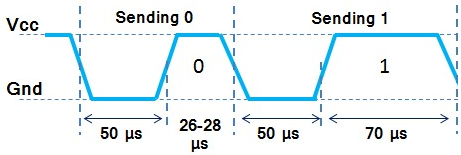 Sending 0
Sending 1
Vcc
0
1
Gnd
50 µs
26-28
µs
50 µs
70 µs